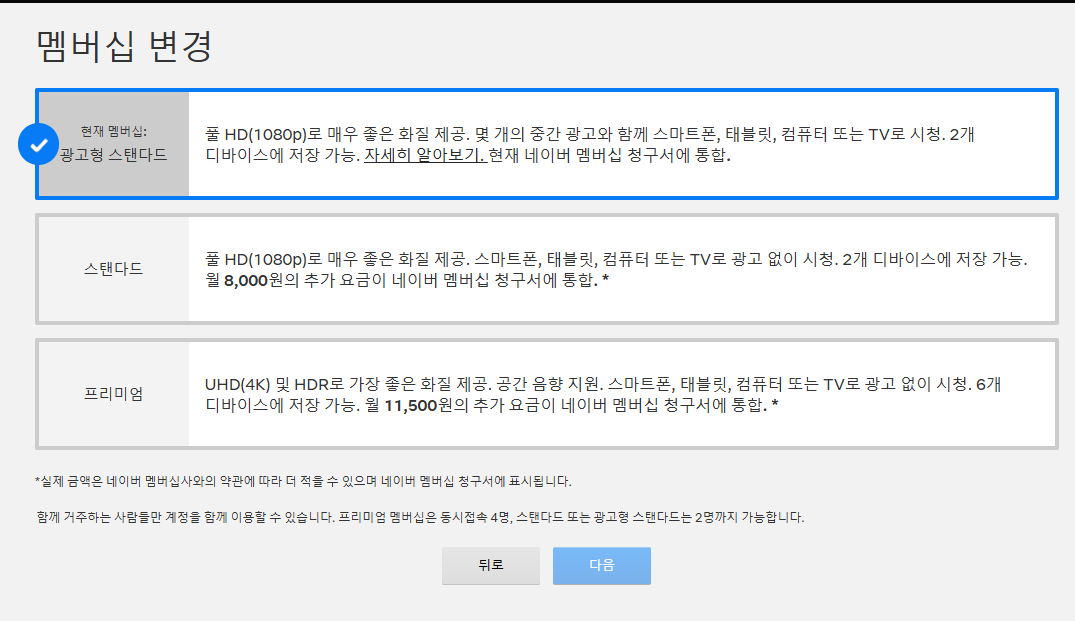 멤버십 변경
현재 멤버십:
광고형 스탠다드
풀 HD(1080p)로 매우 좋은 화질 제공. 몇 개의 중간 광고와 함께 스마트폰, 태블릿, 컴퓨터 또는 TV로 시청. 2개
디바이스에 저장 가능. 자세히 알아보기. 현재 네이버 멤버십 청구서에 통합.
스탠다드
풀 HD(1080p)로 매우 좋은 화질 제공. 스마트폰, 태블릿, 컴퓨터 또는 TV로 광고 없이 시청. 2개 디바이스에 저장 가능.
월 8,000원의 추가 요금이 네이버 멤버십 청구서에 통합. *
프리미엄
UHD(4K) 및 HDR로 가장 좋은 화질 제공. 공간 음향 지원. 스마트폰, 태블릿, 컴퓨터 또는 TV로 광고 없이 시청. 6개
디바이스에 저장 가능. 월 11,500원의 추가 요금이 네이버 멤버십 청구서에 통합. *
*실제 금액은 네이버 멤버십사와의 약관에 따라 더 적을 수 있으며 네이버 멤버십 청구서에 표시됩니다.
함께 거주하는 사람들만 계정을 함께 이용할 수 있습니다. 프리미엄 멤버십은 동시접속 4명, 스탠다드 또는 광고형 스탠다드는 2명까지 가능합니다.
뒤로
다음